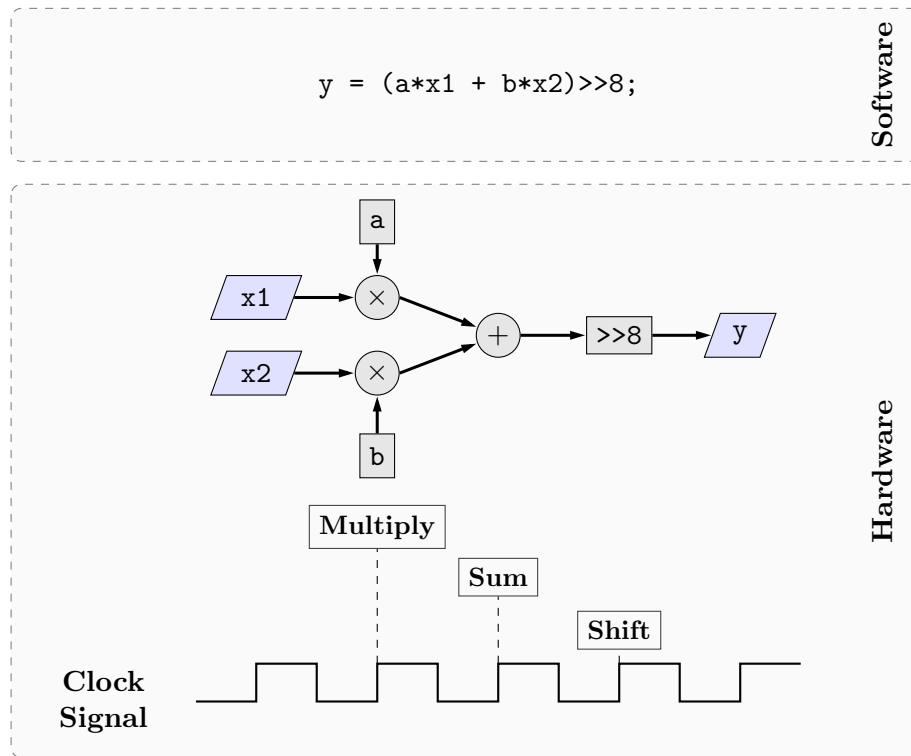 y = (a*x1 + b*x2)>>8;
Software
a
x1
×
+
>>8
y
x2
×
b
Hardware
Multiply
Sum
Shift
Clock
Signal